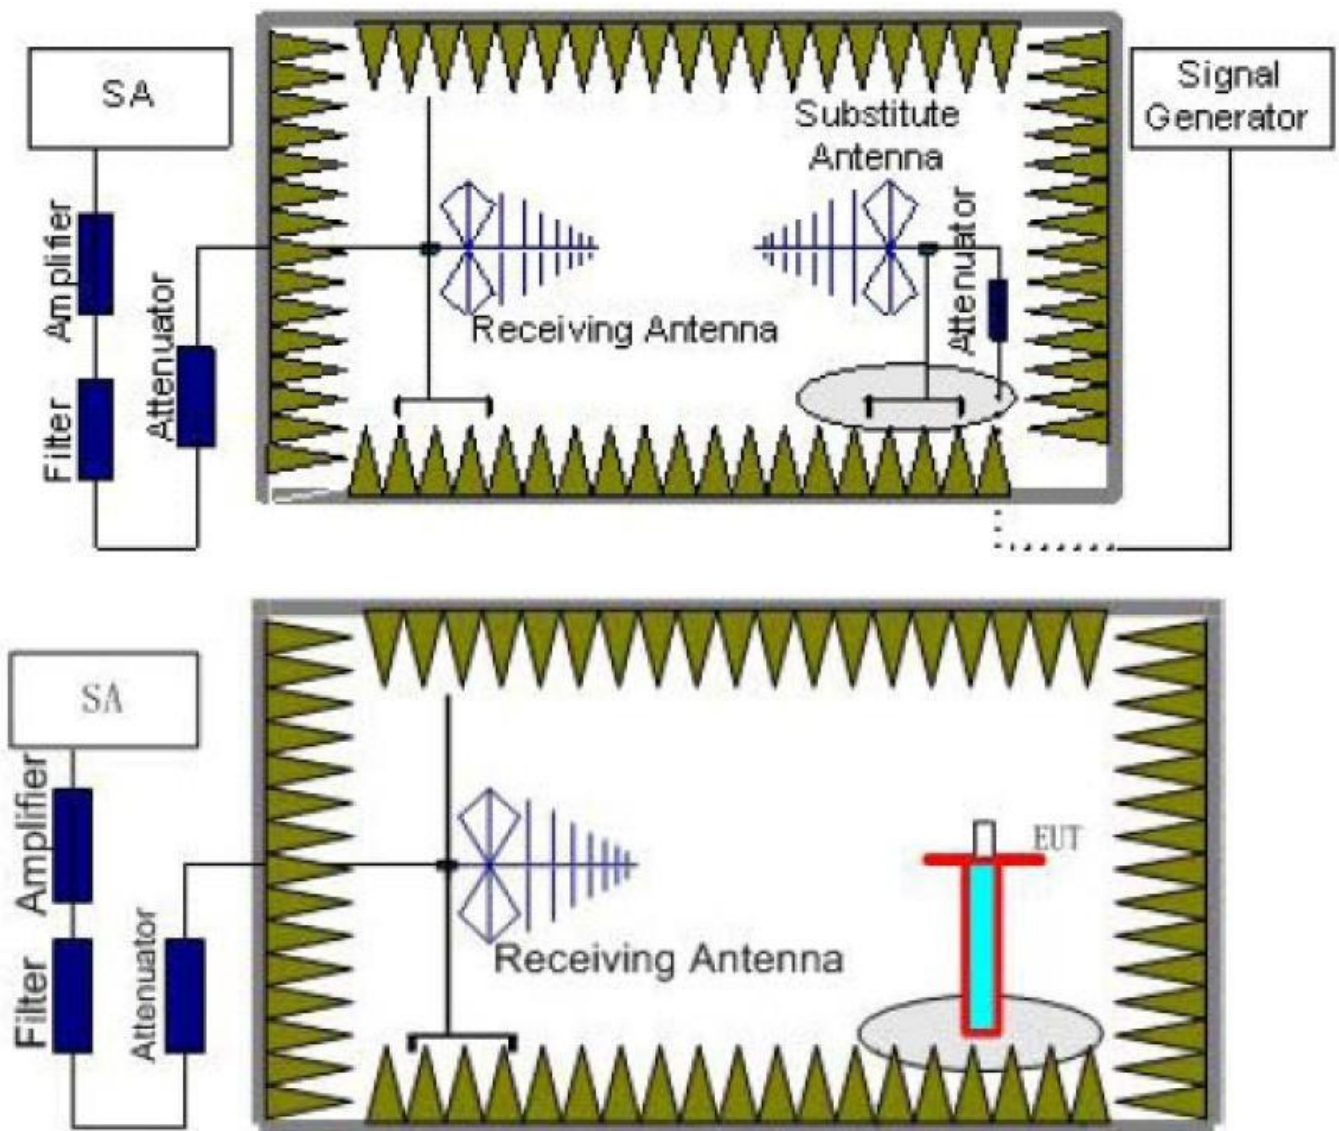 SA
Signal
Generator
Substitute
Antenna
Amplifier
Attenuator
Attenuator
Receiving Antenna
Filter
SA
Amplifier
EUT
Attenuator
Filter
Receiving Antenna